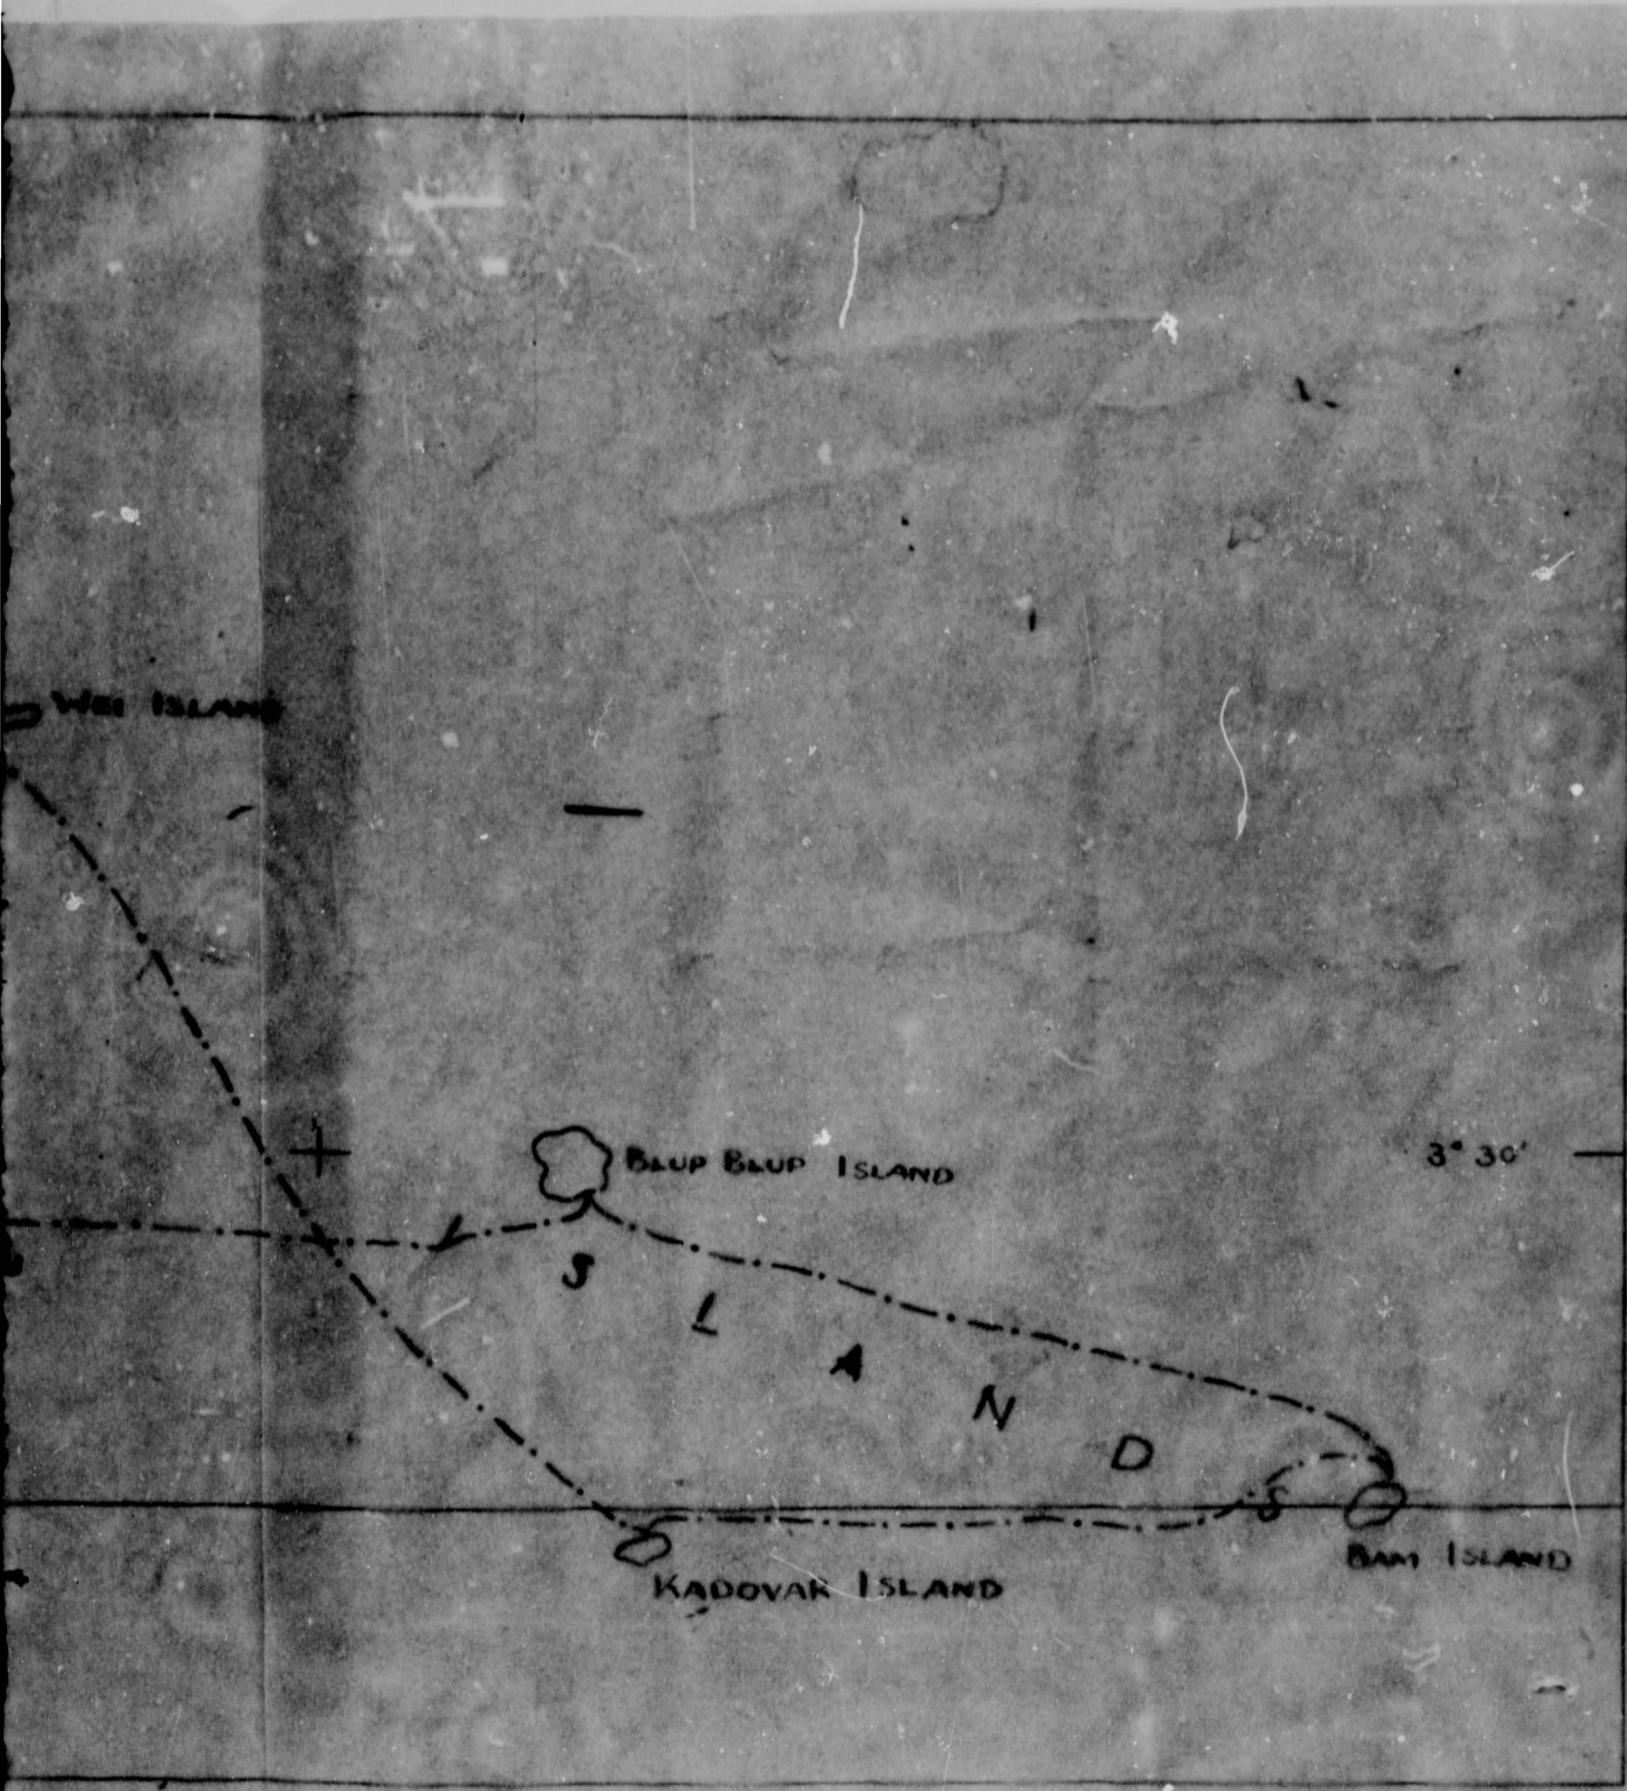 WEI ISLAND
BLUP BLUP ISLAND
3° 30'
I S L A N D S
BAM ISLAND
KADOVAR ISLAND